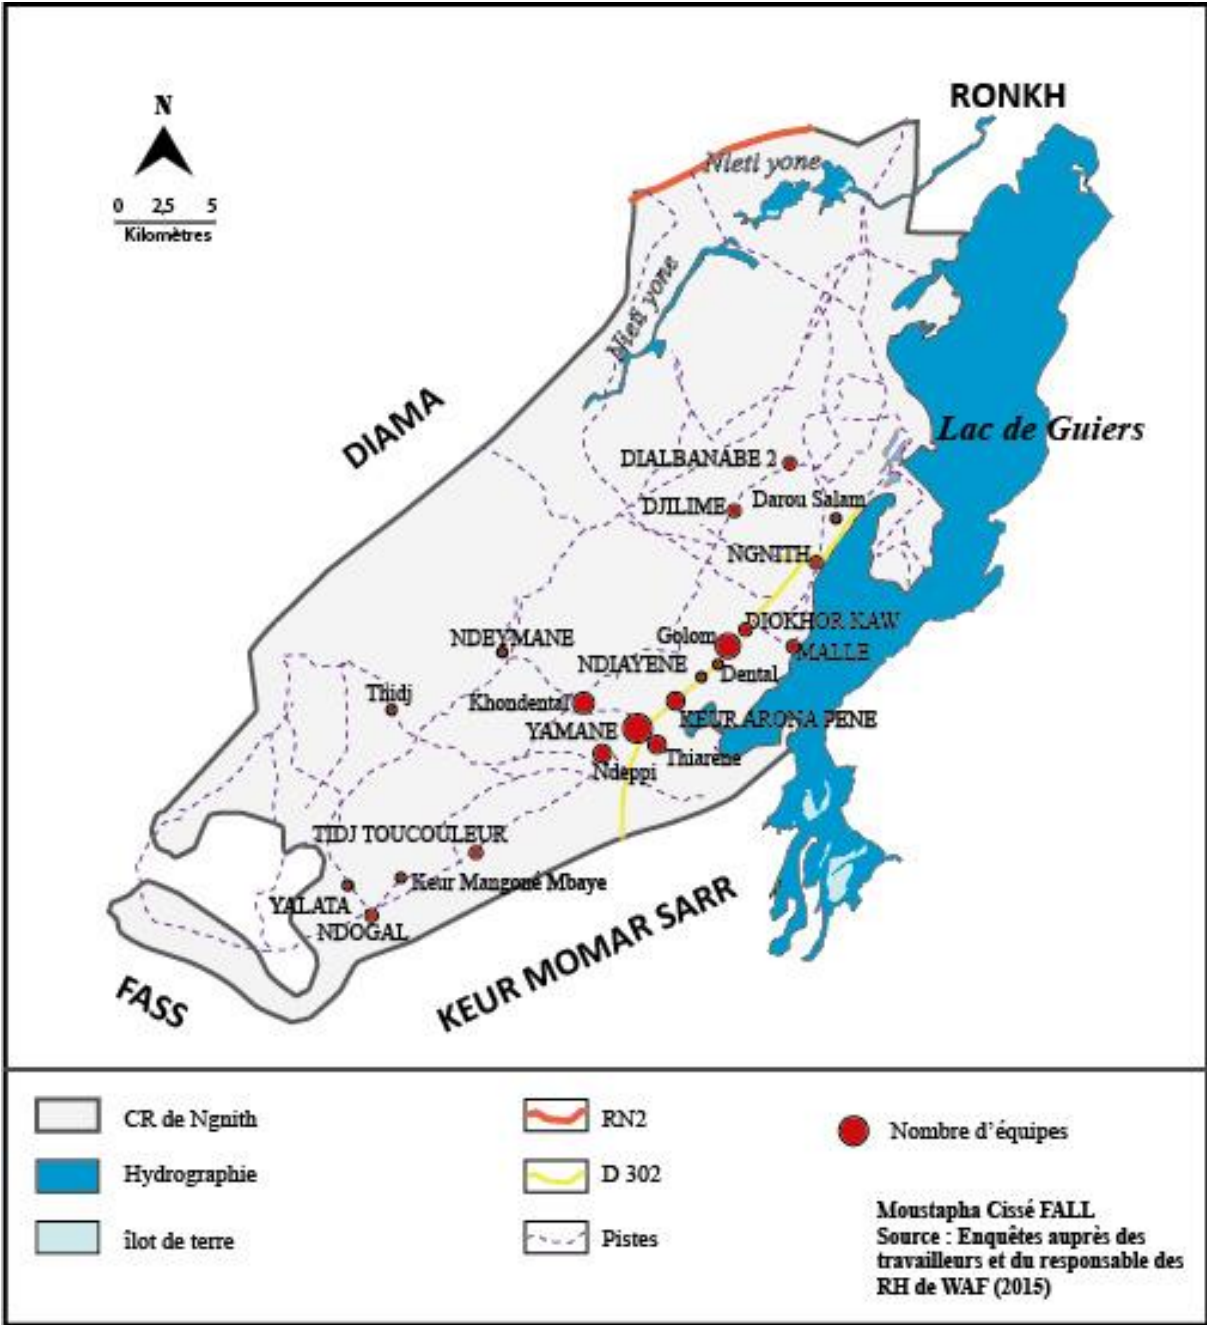 RONKH
N
0 2,5 5
Kilomètres
Nietl yone
Nietl yone
DIAMA
Lac de Guiers
DIALBANABE 2
DJILIME
Darou Salam
NGNITH
DIOKHOR KAW
Golom
NDEYMANE
MALLE
NDIAYENE
Dental
Thidj
Khondental
KEUR ARONA PENE
YAMANE
Thiarene
Ndeppi
TIDJ TOUCOULEUR
Keur Mangoné Mbaye
YALATA
NDOGAL
KEUR MOMAR SARR
FASS
CR de Ngnith
RN2
Nombre d'équipes
Hydrographie
D 302
îlot de terre
Pistes
Moustapha Cissé FALL
Source : Enquêtes auprès des
travailleurs et du responsable des
RH de WAF (2015)